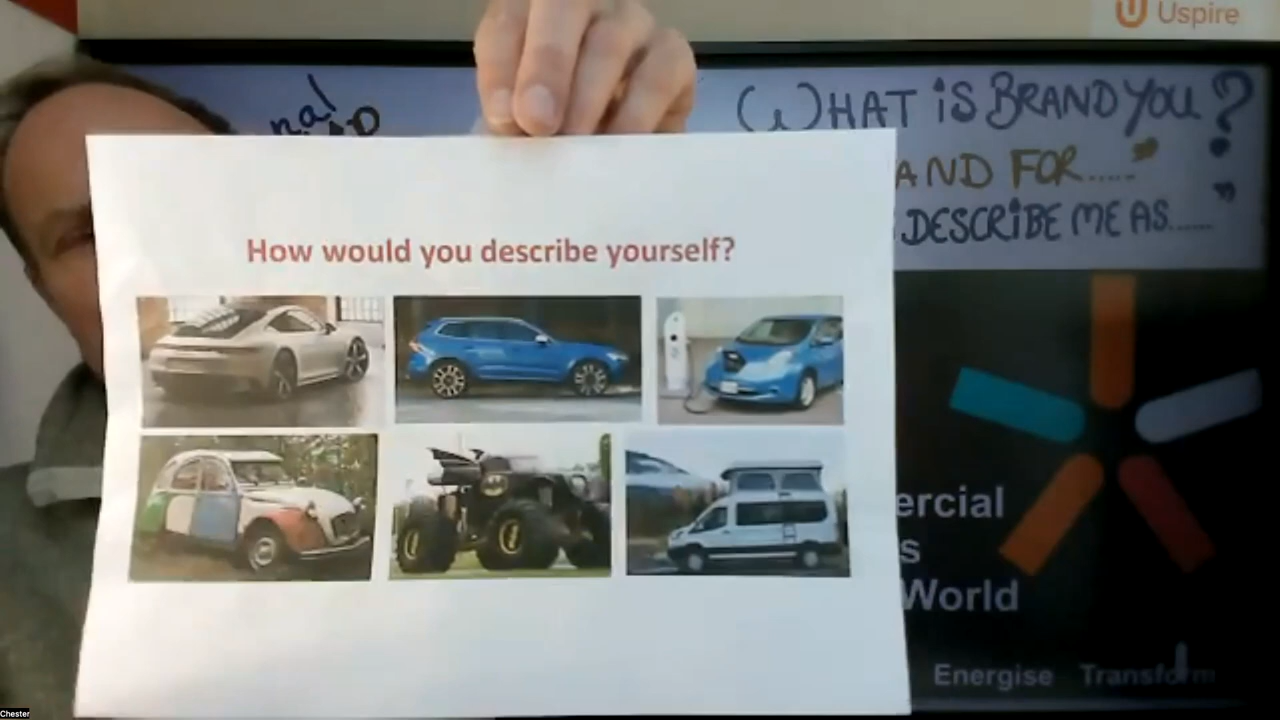 Uspire
WHAT IS BRAND YOU?
AND FOR....."
DESCRIBE ME AS......"
How would you describe yourself?
ercial
s
World
Energise Transform
Chester